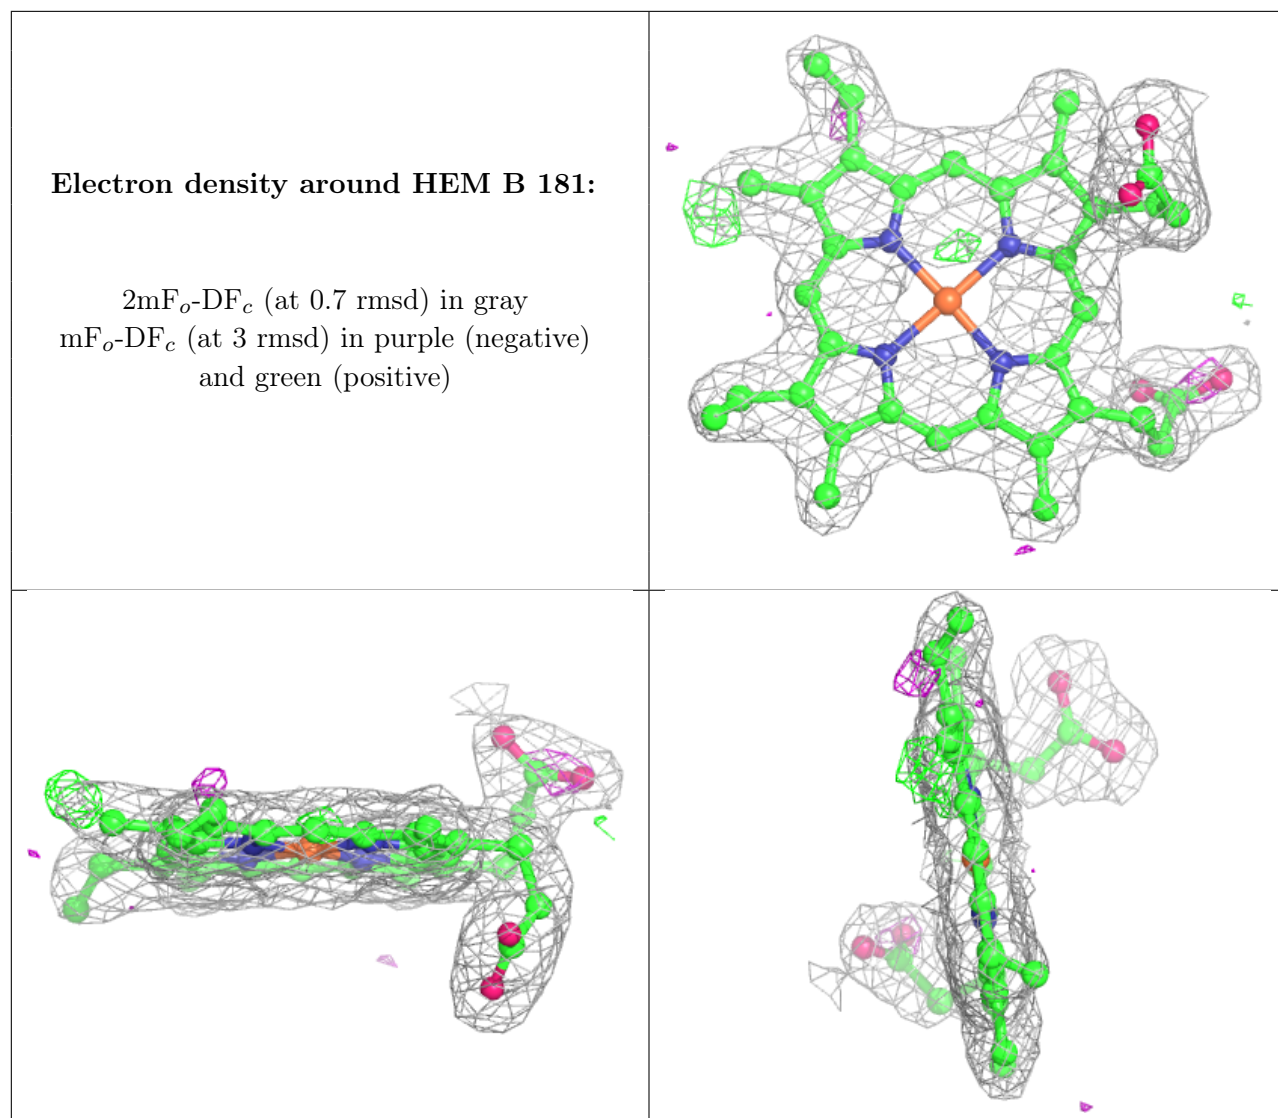 Electron density around HEM B 181:
2mFo-DFc (at 0.7 rmsd) in gray
mFo-DFc (at 3 rmsd) in purple (negative)
and green (positive)